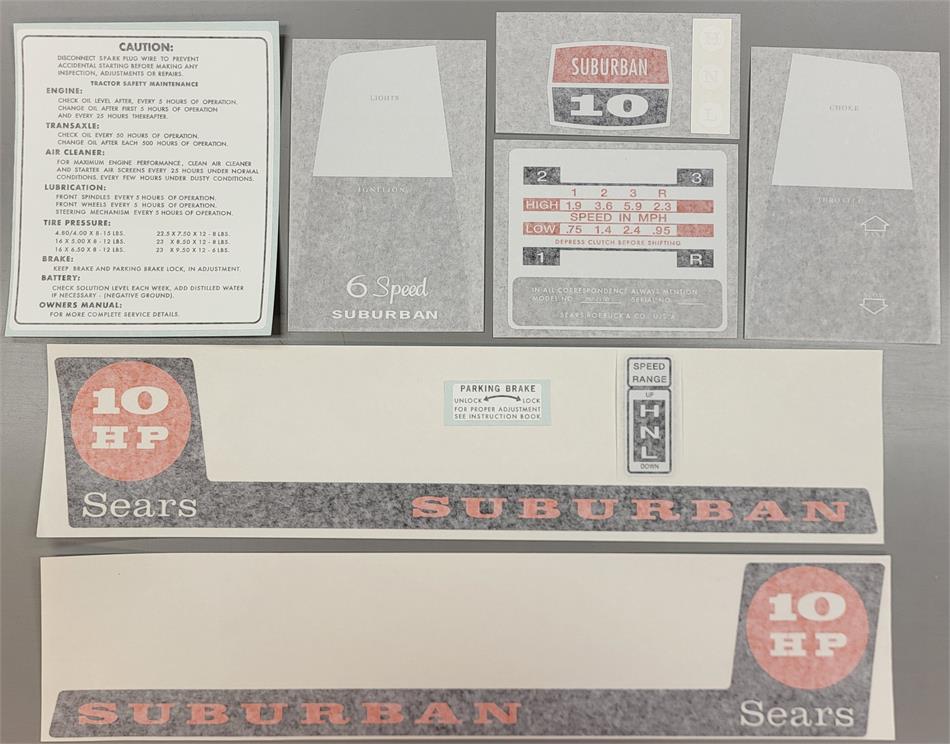 CAUTION:
DISCONNECT SPARK PLUG WIRE TO PREVENT
ACCIDENTAL STARTING BEFORE MAKING ANY
INSPECTION, ADJUSTMENTS OR REPAIRS.
TRACTOR SAFETY MAINTENANCE
ENGINE:
CHECK OIL LEVEL AFTER, EVERY 5 HOURS OF OPERATION.
CHANGE OIL AFTER FIRST 5 HOURS OF OPERATION
AND EVERY 25 HOURS THEREAFTER.
TRANSAXLE:
CHECK OIL EVERY 50 HOURS OF OPERATION.
CHANGE OIL AFTER EACH 500 HOURS OF OPERATION.
AIR CLEANER:
FOR MAXIMUM ENGINE PERFORMANCE, CLEAN AIR CLEANER
AND STARTER AIR SCREENS EVERY 25 HOURS UNDER NORMAL
CONDITIONS. EVERY FEW HOURS UNDER DUSTY CONDITIONS.
LUBRICATION:
FRONT SPINDLES EVERY 5 HOURS OF OPERATION.
FRONT WHEELS EVERY 5 HOURS OF OPERATION.
STEERING MECHANISM EVERY 5 HOURS OF OPERATION.
TIRE PRESSURE:
4.80/4.00 X 8 - 15 LBS. 22.5 X 7.50 X 12 - 8 LBS.
16 X 5.00 X 8 - 12 LBS. 23 X 8.50 X 12 - 8 LBS.
16 X 6.50 X 8 - 12 LBS. 23 X 9.50 X 12 - 6 LBS.
BRAKE:
KEEP BRAKE AND PARKING BRAKE LOCK, IN ADJUSTMENT.
BATTERY:
CHECK SOLUTION LEVEL EACH WEEK, ADD DISTILLED WATER
IF NECESSARY - (NEGATIVE GROUND).
OWNERS MANUAL:
FOR MORE COMPLETE SERVICE DETAILS.
LIGHTS
IGNITION
6 Speed
SUBURBAN
SUBURBAN
10
H
N
L
2 3
1 2 3 R
HIGH 1.9 3.6 5.9 2.3
SPEED IN MPH
LOW .75 1.4 2.4 .95
DEPRESS CLUTCH BEFORE SHIFTING
1 R
IN ALL CORRESPONDENCE ALWAYS MENTION
MODEL NO. SERIAL NO.
SEARS, ROEBUCK & CO. U.S.A.
CHOKE
THROTTLE
FAST
SLOW
10
HP
Sears
SUBURBAN
PARKING BRAKE
UNLOCK LOCK
FOR PROPER ADJUSTMENT
SEE INSTRUCTION BOOK
SPEED
RANGE
UP
H
N
L
DOWN
10
HP
Sears
SUBURBAN